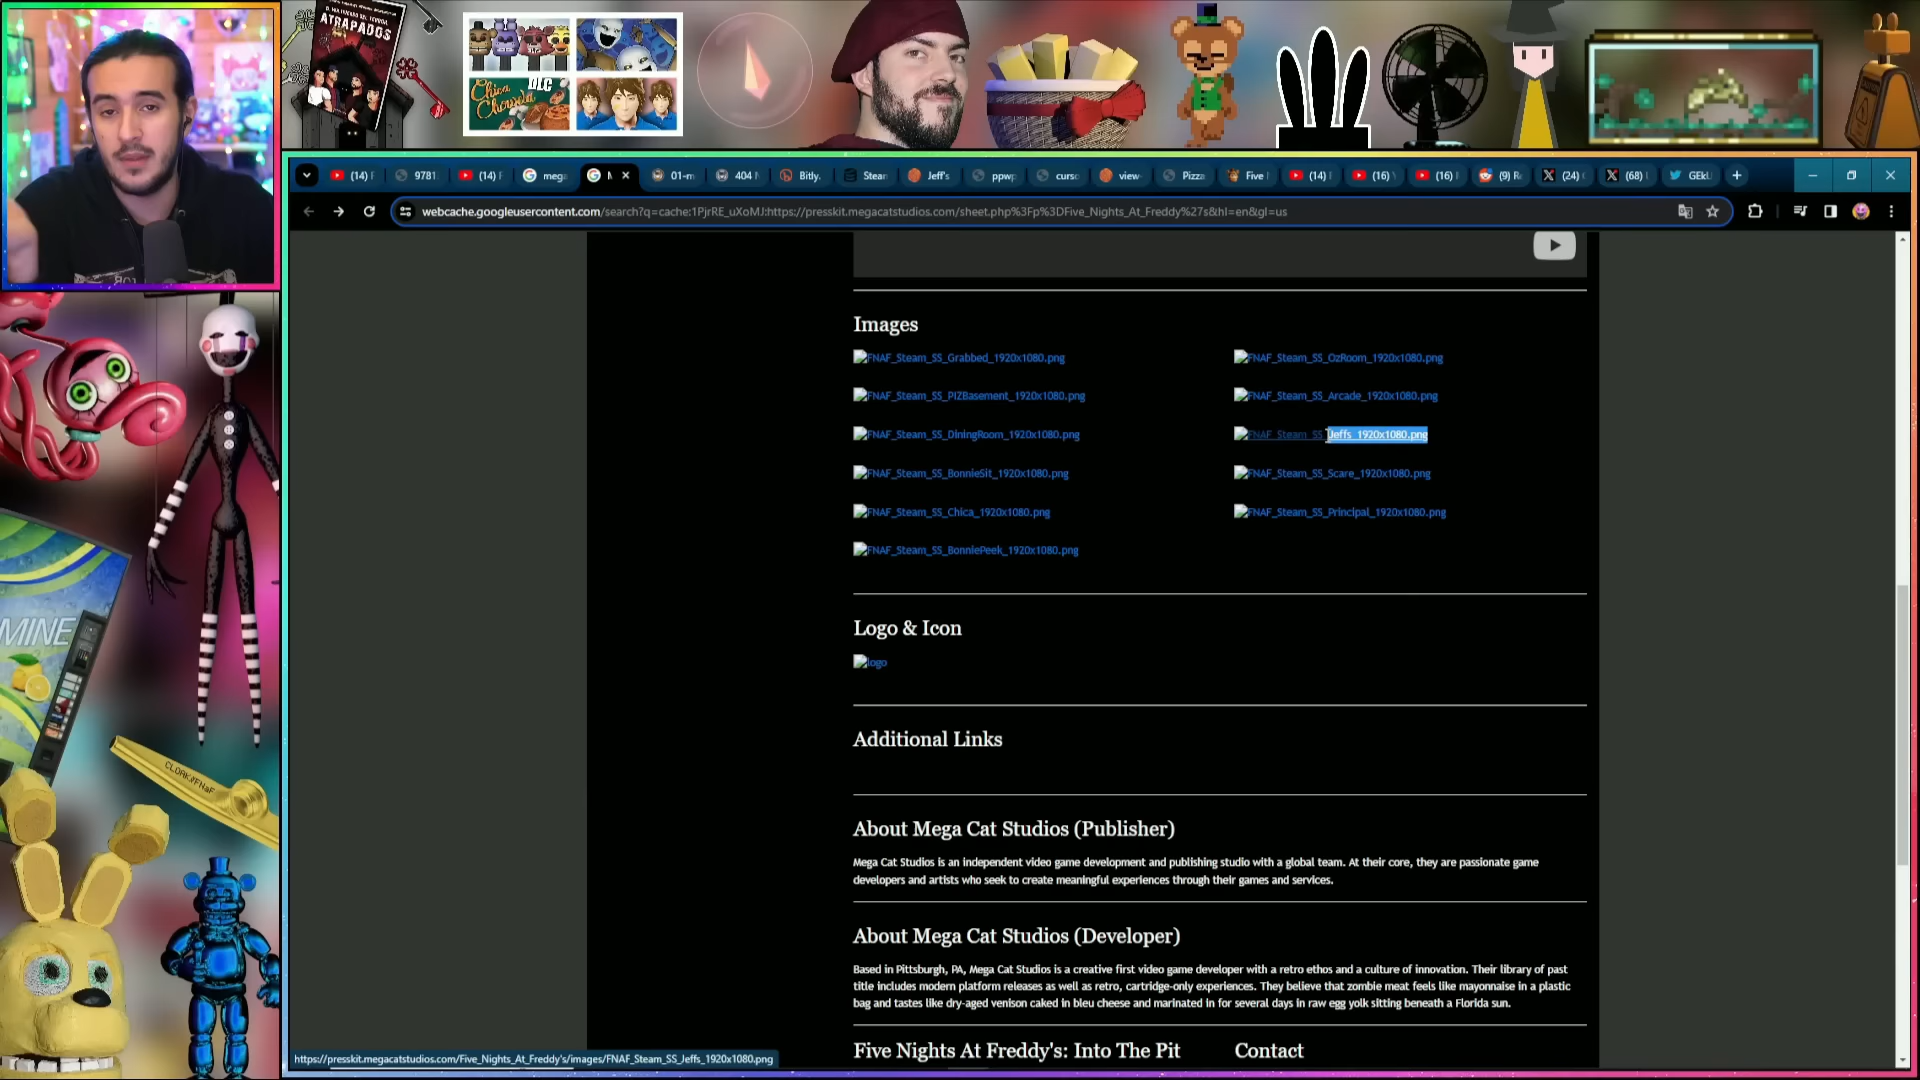 ATRAPADOS
Chica Chowda
DLC
(14) F
9781
(14) F
mega
M
01-m
404 N
Bitly.
Steam
Jeff's
ppwp
curso
view-
Pizza
Five N
(14) I
(16) Y
(16) I
(9) Re
(24) (
(68) I
GEkU
webcache.googleusercontent.com/search?q=cache:1PjrRE_uXoMJ:https://presskit.megacatstudios.com/sheet.php%3Fp%3DFive_Nights_At_Freddy%27s&hl=en&gl=us
Images
FNAF_Steam_SS_Grabbed_1920x1080.png
FNAF_Steam_SS_OzRoom_1920x1080.png
FNAF_Steam_SS_PIZBasement_1920x1080.png
FNAF_Steam_SS_Arcade_1920x1080.png
FNAF_Steam_SS_DiningRoom_1920x1080.png
FNAF_Steam_SS_Jeffs_1920x1080.png
FNAF_Steam_SS_BonnieSit_1920x1080.png
FNAF_Steam_SS_Scare_1920x1080.png
FNAF_Steam_SS_Chica_1920x1080.png
FNAF_Steam_SS_Principal_1920x1080.png
FNAF_Steam_SS_BonniePeek_1920x1080.png
Logo & Icon
logo
Additional Links
About Mega Cat Studios (Publisher)
Mega Cat Studios is an independent video game development and publishing studio with a global team. At their core, they are passionate game
developers and artists who seek to create meaningful experiences through their games and services.
About Mega Cat Studios (Developer)
Based in Pittsburgh, PA, Mega Cat Studios is a creative first video game developer with a retro ethos and a culture of innovation. Their library of past
title includes modern platform releases as well as retro, cartridge-only experiences. They believe that zombie meat feels like mayonnaise in a plastic
bag and tastes like dry-aged venison caked in bleu cheese and marinated in for several days in raw egg yolk sitting beneath a Florida sun.
Five Nights At Freddy's: Into The Pit
Contact
https://presskit.megacatstudios.com/Five_Nights_At_Freddy's/images/FNAF_Steam_SS_Jeffs_1920x1080.png
MINE
CLOAK//FNaF